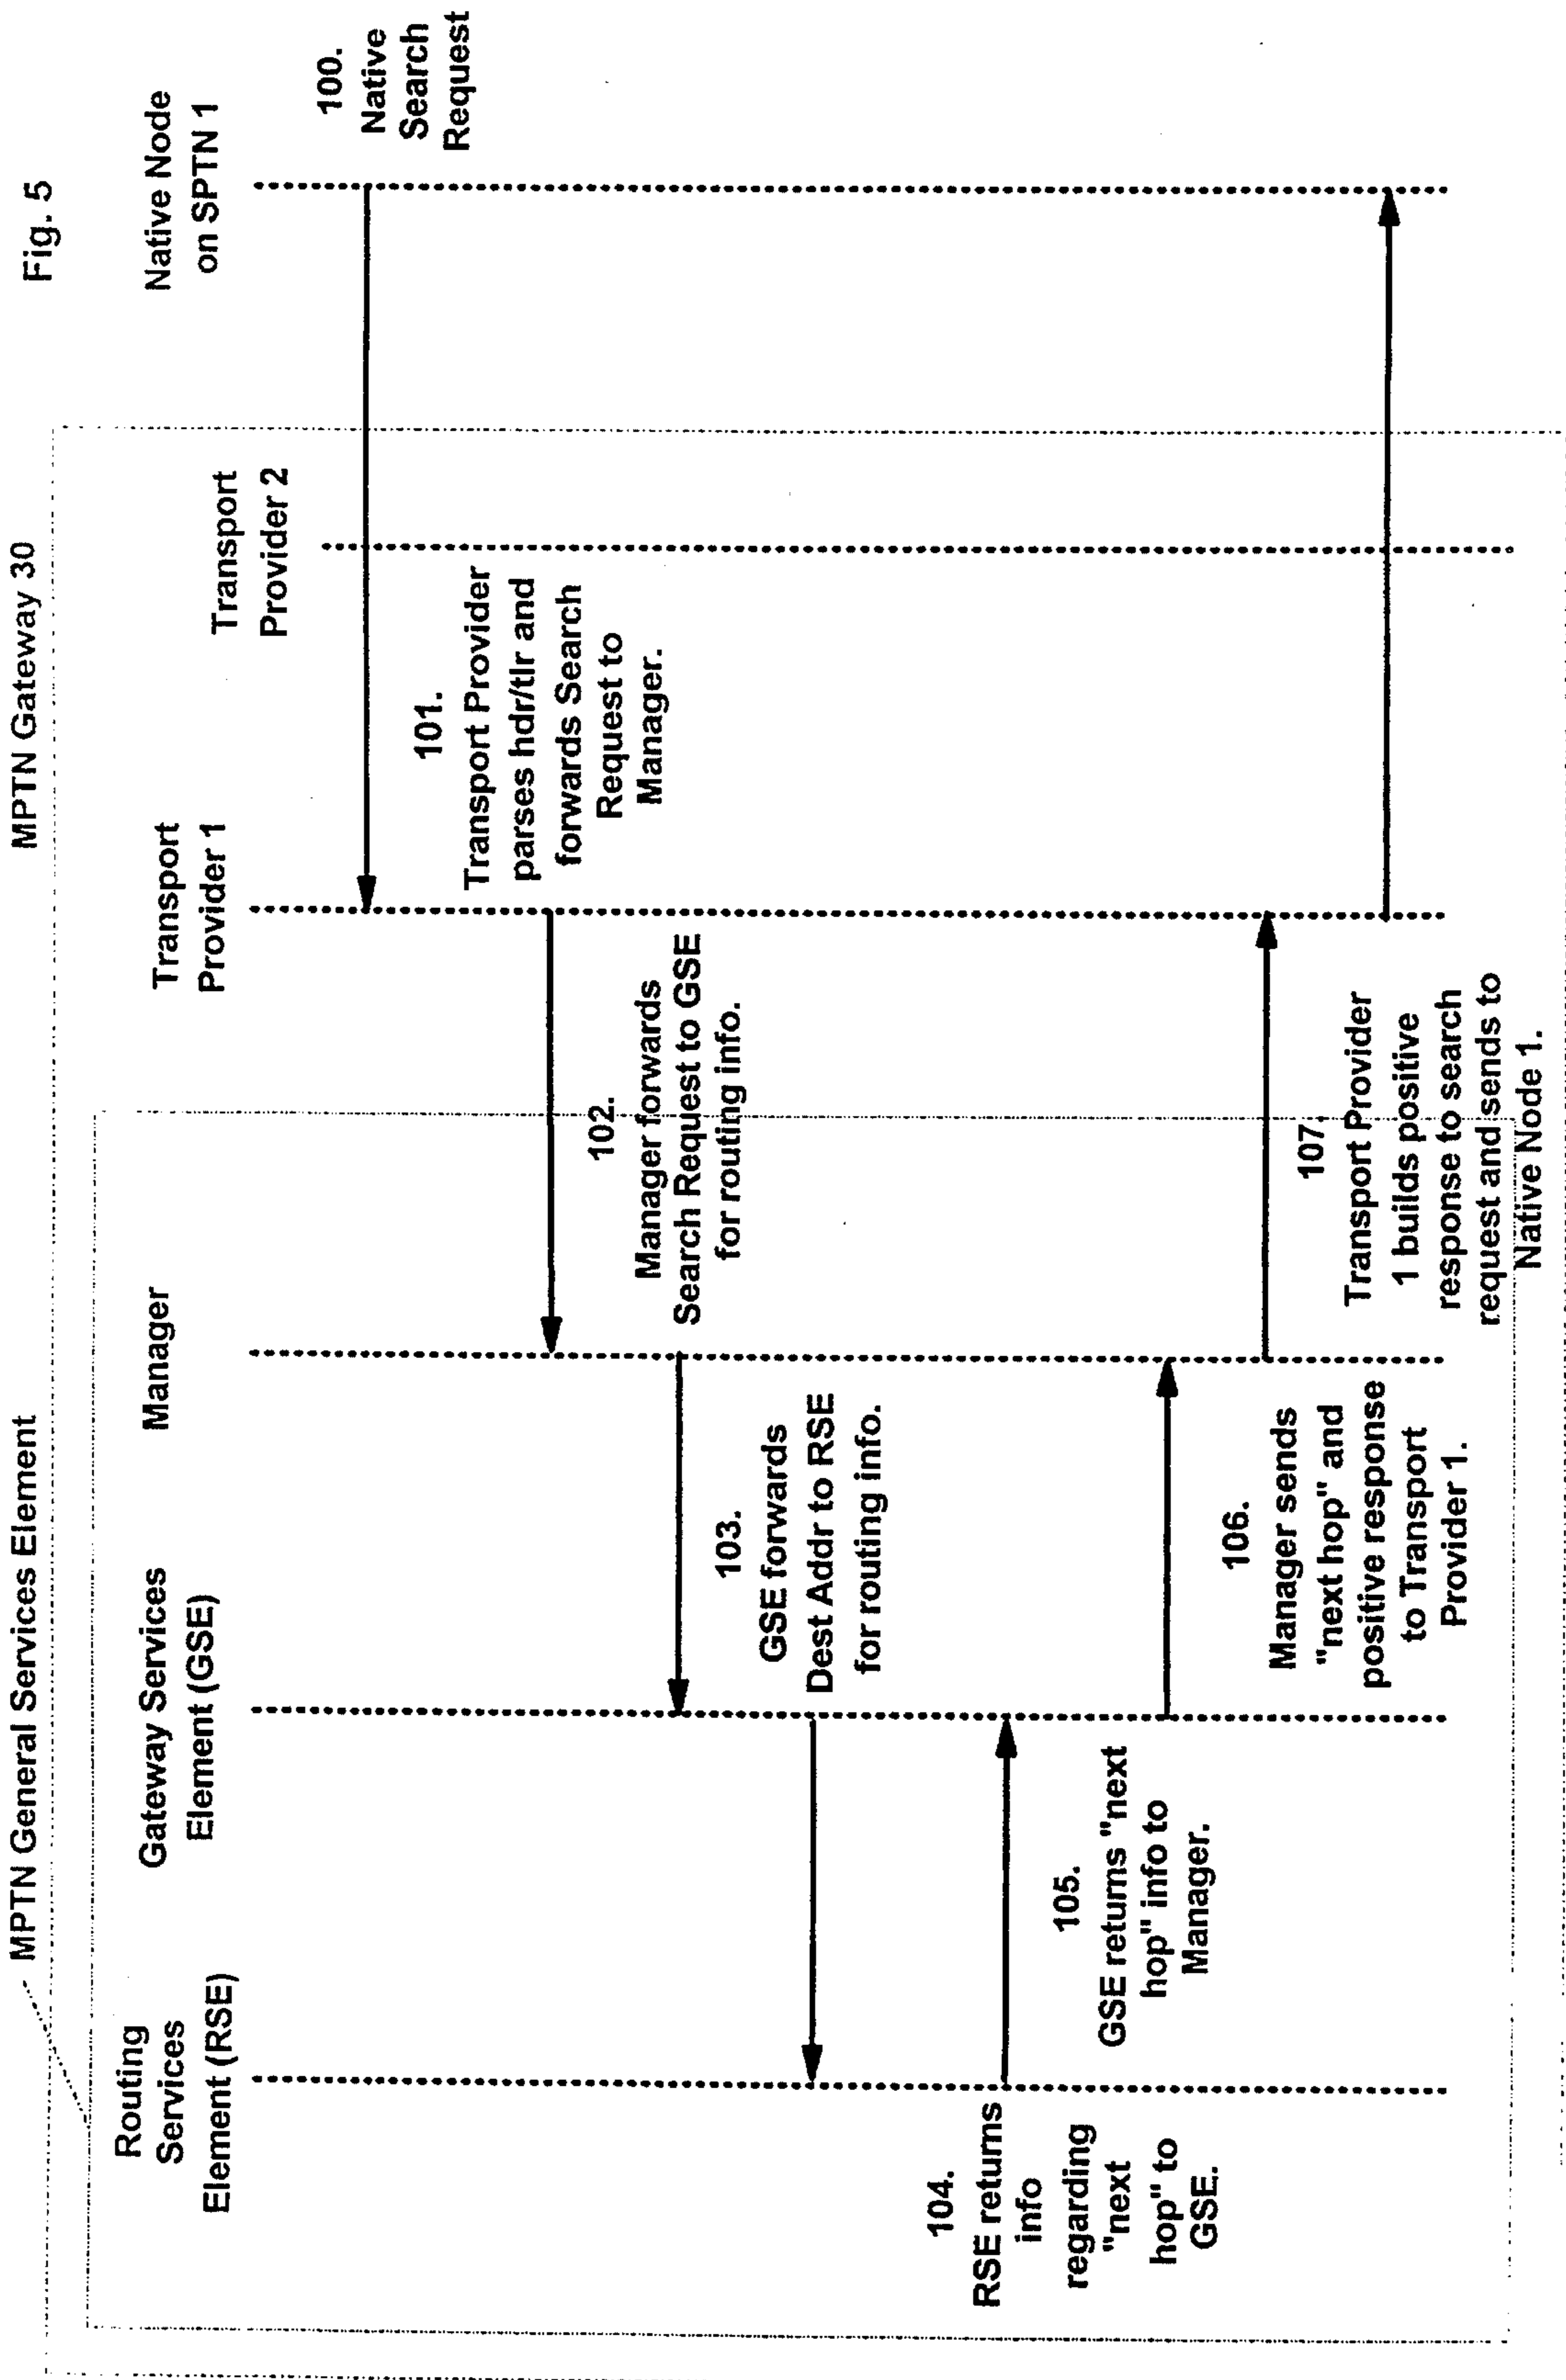 Fig. 5
MPTN Gateway 30
MPTN General Services Element
Routing
Services
Element (RSE)
Gateway Services
Element (GSE)
Manager
Transport
Provider 1
Transport
Provider 2
Native Node
on SPTN 1
100.
Native
Search
Request
101.
Transport Provider
parses hdr/tlr and
forwards Search
Request to
Manager.
102.
Manager forwards
Search Request to GSE
for routing info.
103.
GSE forwards
Dest Addr to RSE
for routing info.
104.
RSE returns
info
regarding
"next
hop" to
GSE.
105.
GSE returns "next
hop" info to
Manager.
106.
Manager sends
"next hop" and
positive response
to Transport
Provider 1.
107.
Transport Provider
1 builds positive
response to search
request and sends to
Native Node 1.